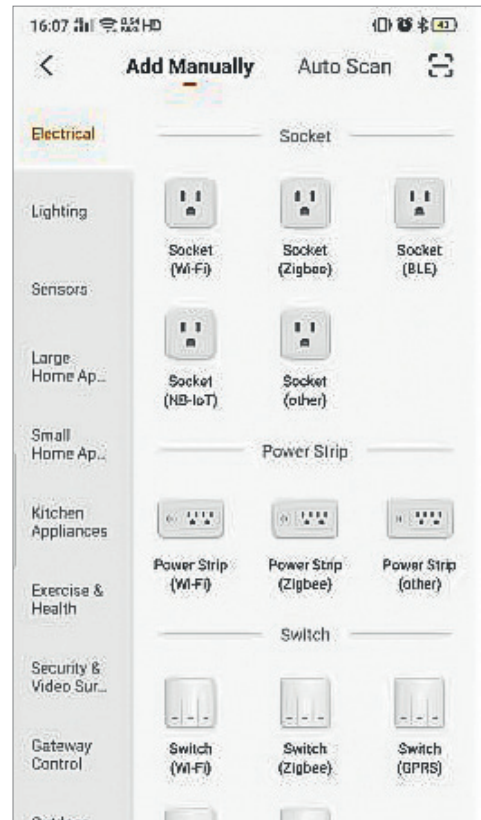 16:07 HD 43
Add Manually Auto Scan
Electrical
Lighting
Sensors
Large
Home Ap...
Small
Home Ap...
Kitchen
Appliances
Exercise &
Health
Security &
Video Sur...
Gateway
Control
Socket
Socket Socket Socket
(Wi-Fi) (Zigbee) (BLE)
Socket Socket
(NB-IoT) (other)
Power Strip
Power Strip Power Strip Power Strip
(Wi-Fi) (Zigbee) (other)
Switch
Switch Switch Switch
(Wi-Fi) (Zigbee) (GPRS)